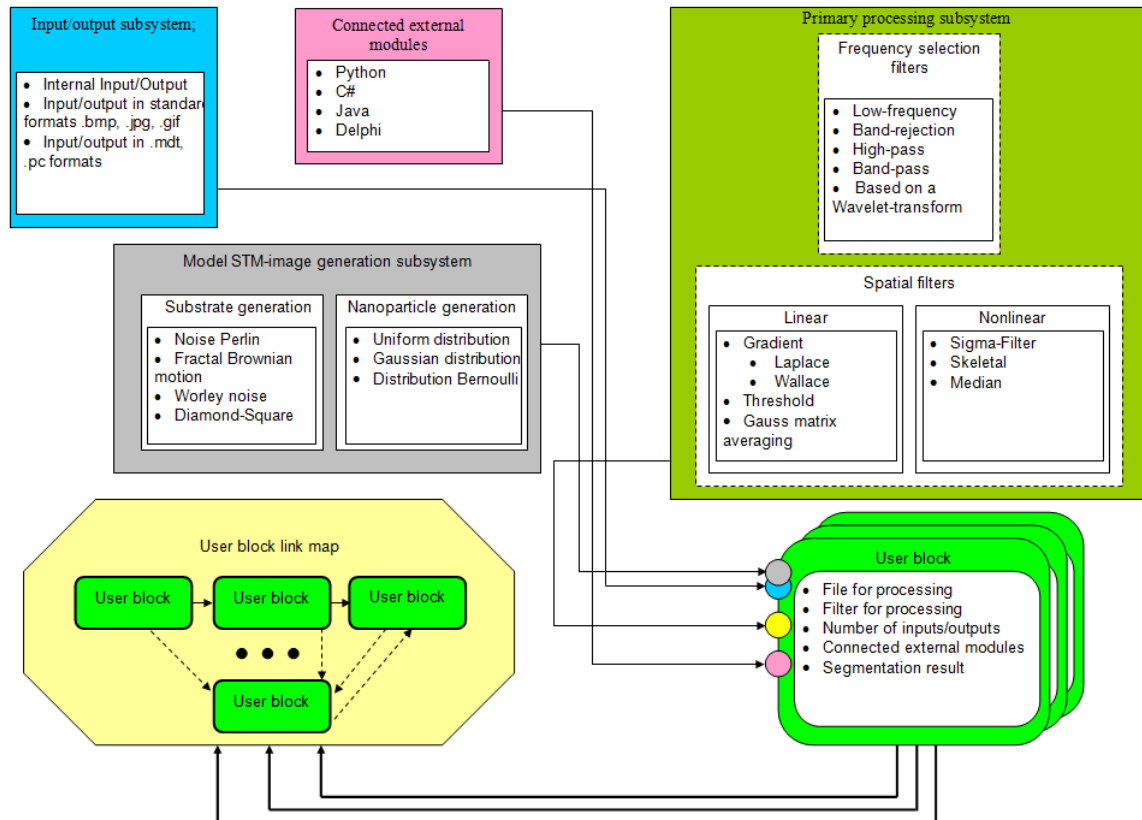 Input/output subsystem;
• Internal Input/Output
• Input/output in standar
formats .bmp, .jpg, .gif
• Input/output in .mdt,
.pc formats
Connected external
modules
• Python
• C#
• Java
• Delphi
Primary processing subsystem
Frequency selection
filters
• Low-frequency
• Band-rejection
• High-pass
• Band-pass
• Based on a
Wavelet-transform
Spatial filters
Linear
• Gradient
• Laplace
• Wallace
• Threshold
• Gauss matrix
averaging
Nonlinear
• Sigma-Filter
• Skeletal
• Median
Model STM-image generation subsystem
Substrate generation
• Noise Perlin
• Fractal Brownian
motion
• Worley noise
• Diamond-Square
Nanoparticle generation
• Uniform distribution
• Gaussian distribution
• Distribution Bernoulli
User block link map
User block
User block
User block
• • •
User block
User block
• File for processing
• Filter for processing
• Number of inputs/outputs
• Connected external modules
• Segmentation result